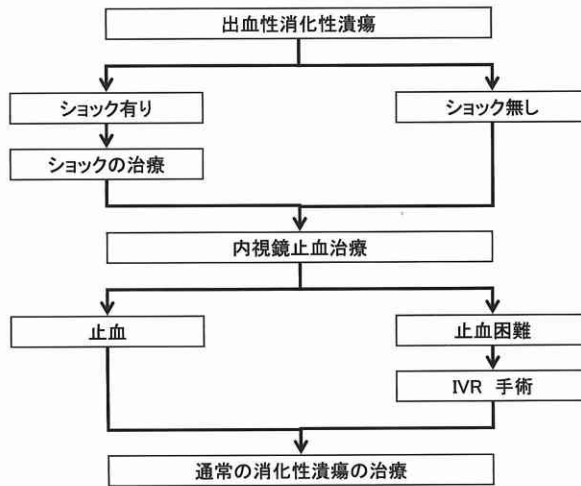 出血性消化性潰瘍
ショック有り
ショック無し
ショックの治療
内視鏡止血治療
止血
止血困難
IVR 手術
通常の消化性潰瘍の治療